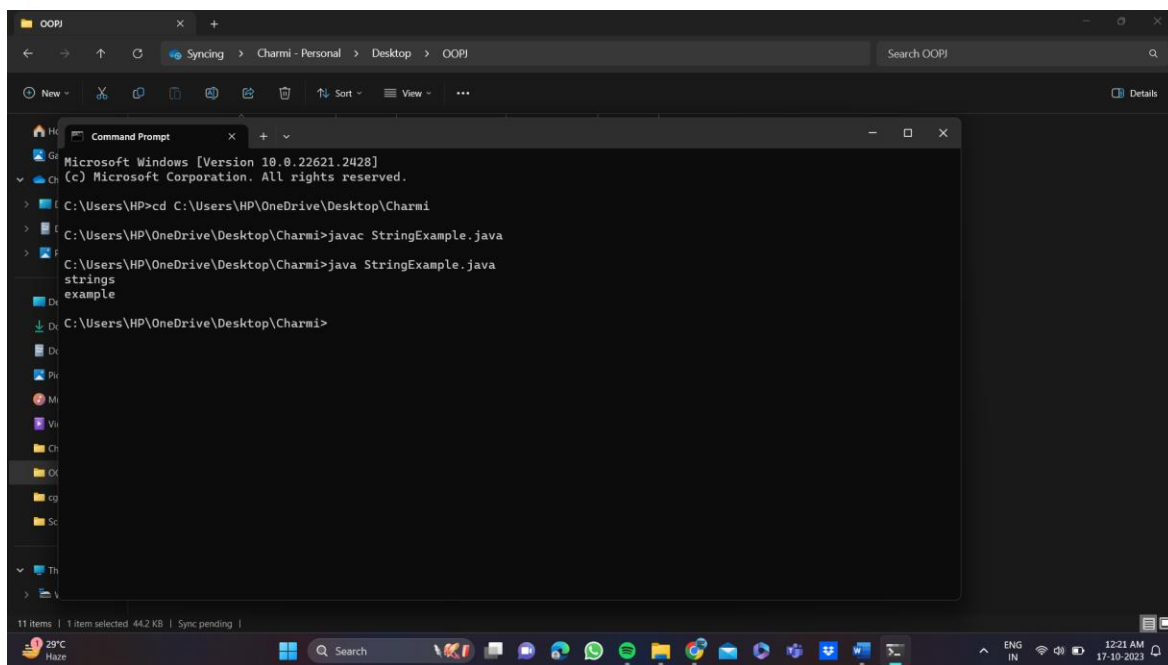 OOPJ
Syncing > Charmi - Personal > Desktop > OOPJ
Search OOPJ
New
Sort
View
Details
Command Prompt
Microsoft Windows [Version 10.0.22621.2428]
(c) Microsoft Corporation. All rights reserved.
C:\Users\HP>cd C:\Users\HP\OneDrive\Desktop\Charmi
C:\Users\HP\OneDrive\Desktop\Charmi>javac StringExample.java
C:\Users\HP\OneDrive\Desktop\Charmi>java StringExample.java
strings
example
C:\Users\HP\OneDrive\Desktop\Charmi>
11 items | 1 item selected 44.2 KB | Sync pending |
1
29°C
Haze
Search
ENG
IN
12:21 AM
17-10-2023